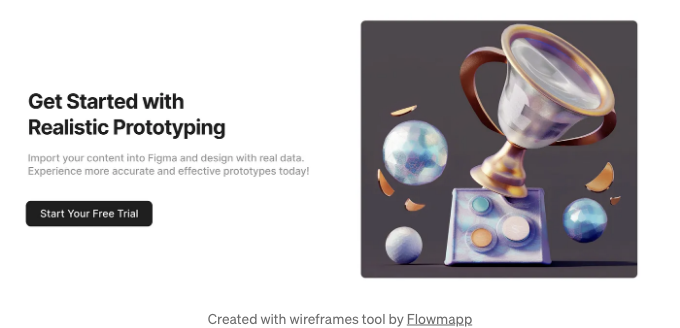 Get Started with
Realistic Prototyping
Import your content into Figma and design with real data.
Experience more accurate and effective prototypes today!
Start Your Free Trial
Created with wireframes tool by Flowmapp